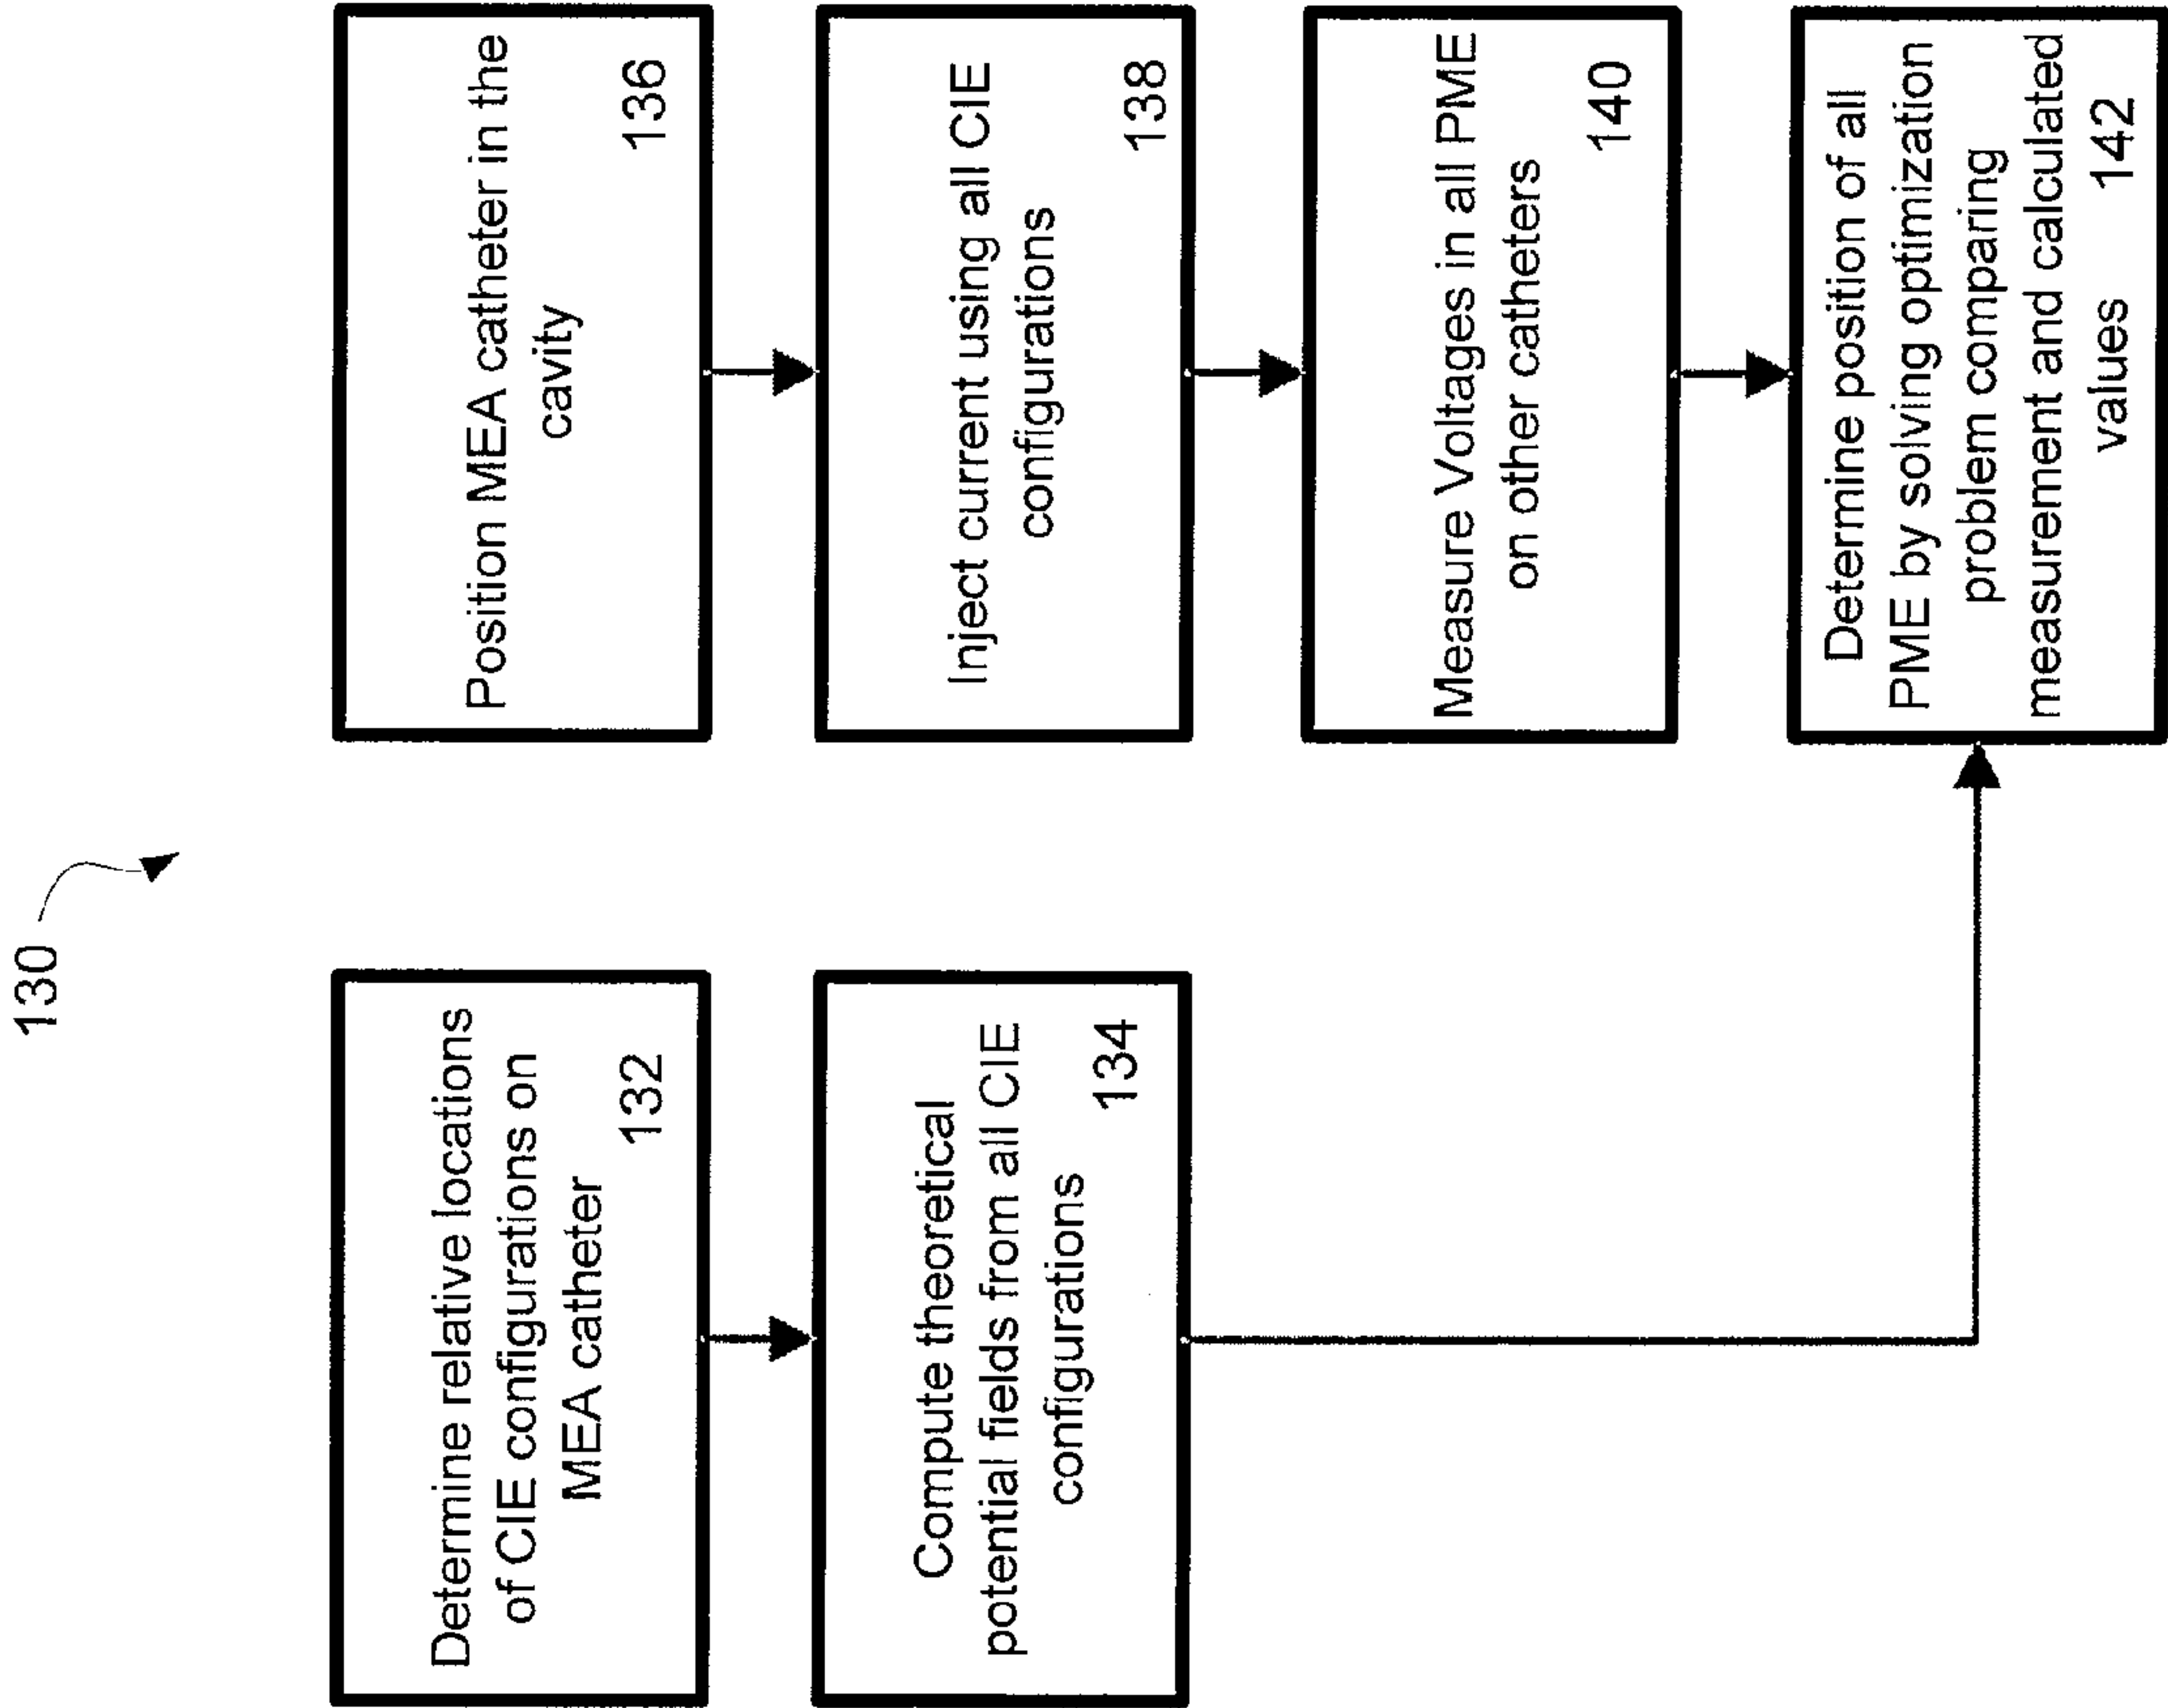 130
Determine relative locations
of CIE configurations on
MEA catheter
132
Compute theoretical
potential fields from all CIE
configurations
134
Position MEA catheter in the
cavity
136
Inject current using all CIE
configurations
138
Measure Voltages in all PME
on other catheters
140
Determine position of all
PME by solving optimization
problem comparing
measurement and calculated
values 142